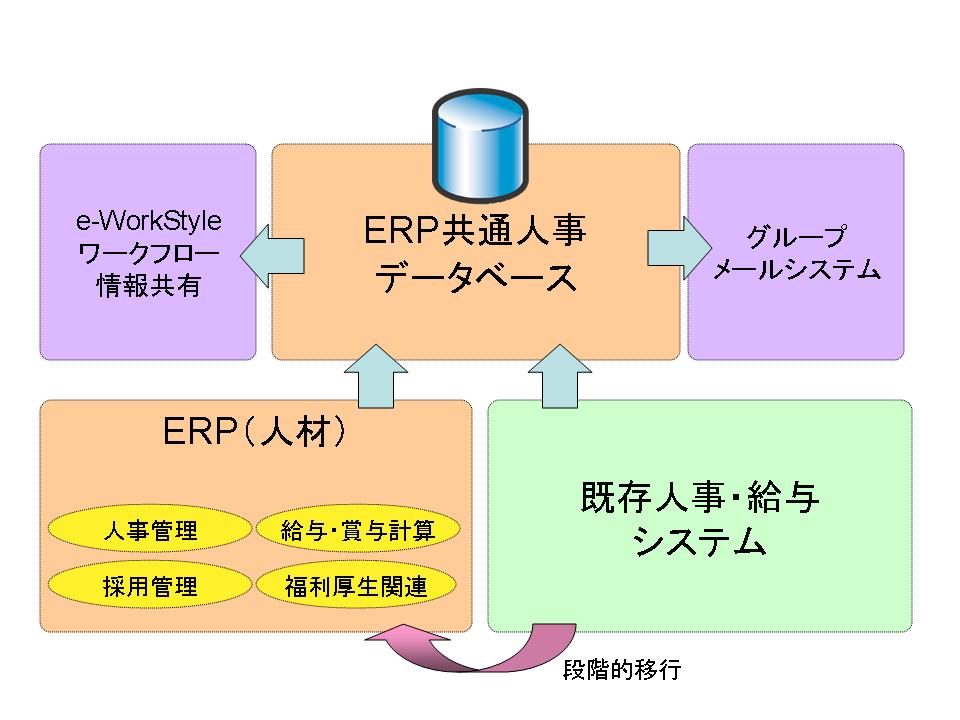 e-WorkStyle
ワークフロー
情報共有
ERP共通人事
データベース
グループ
メールシステム
ERP（人材）
人事管理
給与・賞与計算
採用管理
福利厚生関連
既存人事・給与
システム
段階的移行